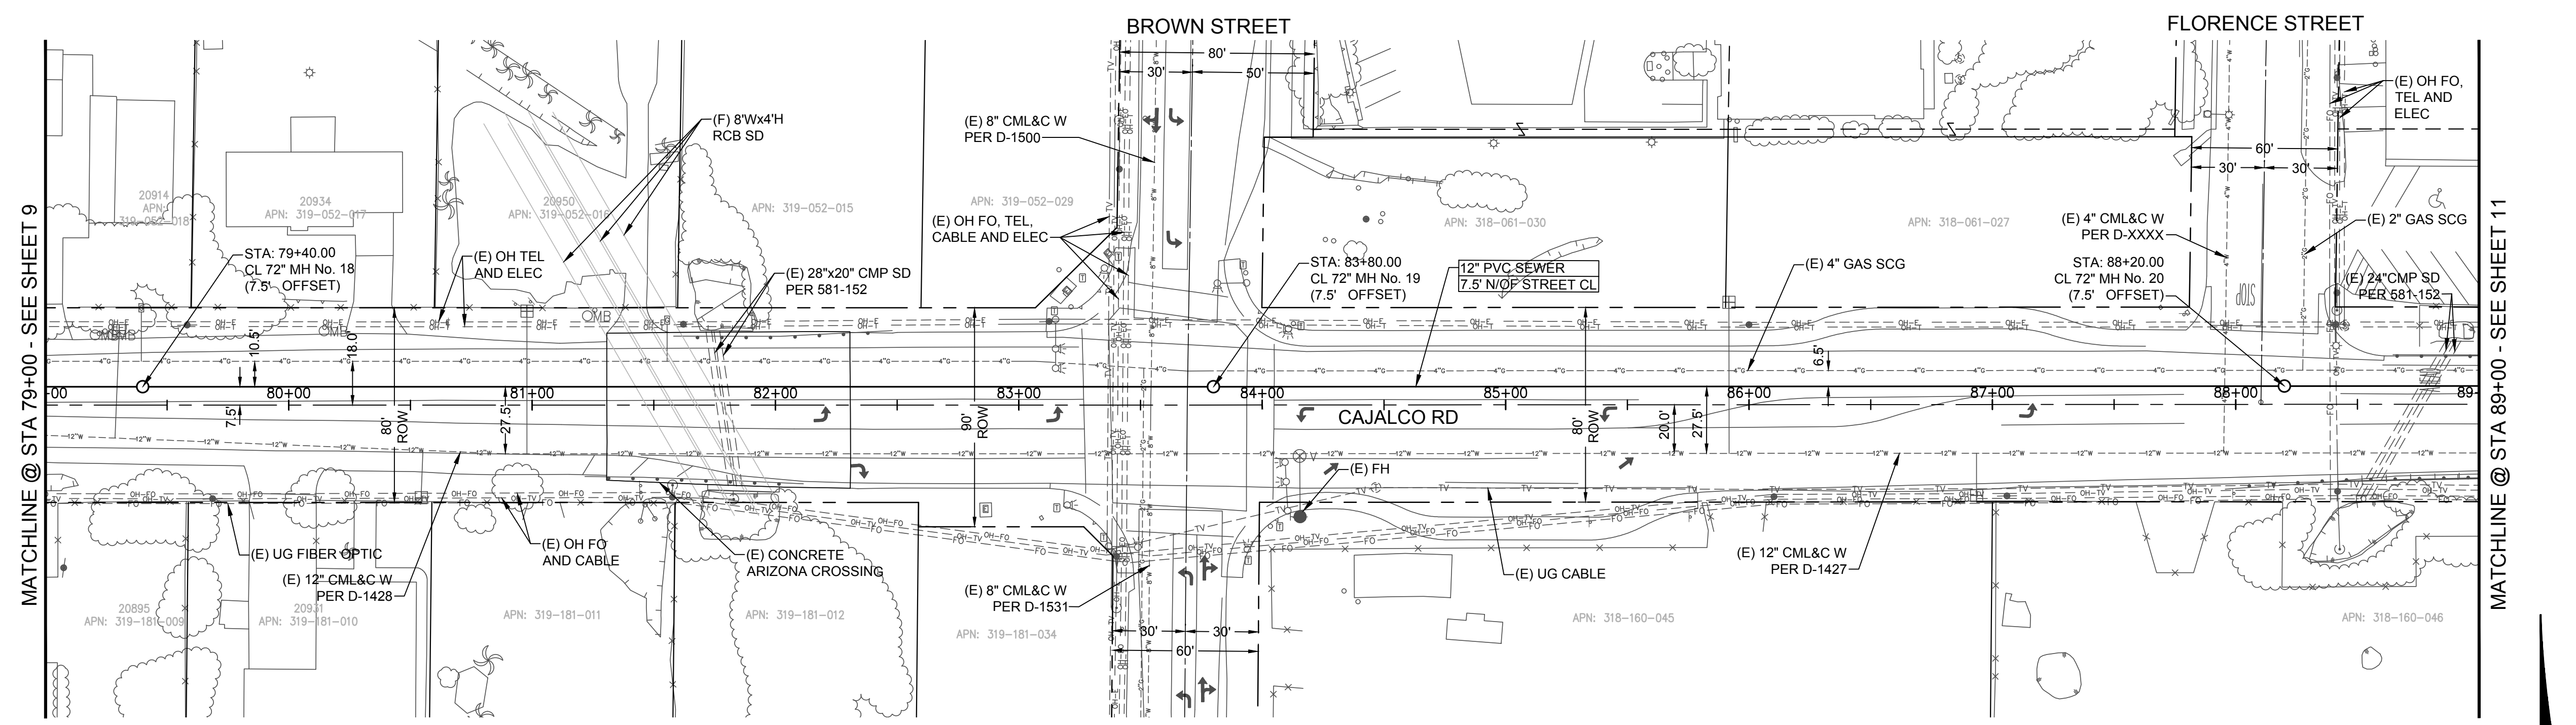 BROWN STREET
FLORENCE STREET
MATCHLINE @ STA 79+00 - SEE SHEET 9
MATCHLINE @ STA 89+00 - SEE SHEET 11
80'
30'
50'
(F) 8'Wx4'H
RCB SD
(E) 8" CML&C W
PER D-1500
(E) OH FO,
TEL AND
ELEC
60'
30'
30'
20914
APN:
319-052-018
20934
APN: 319-052-017
20950
APN: 319-052-016
APN: 319-052-015
APN: 319-052-029
APN: 318-061-030
APN: 318-061-027
(E) OH FO, TEL,
CABLE AND ELEC
(E) 4" CML&C W
PER D-XXXX
(E) 2" GAS SCG
STOP
STA: 79+40.00
CL 72" MH No. 18
(7.5' OFFSET)
(E) OH TEL
AND ELEC
(E) 28"x20" CMP SD
PER 581-152
STA: 83+80.00
CL 72" MH No. 19
(7.5' OFFSET)
12" PVC SEWER
7.5' N/OF STREET CL
(E) 4" GAS SCG
STA: 88+20.00
CL 72" MH No. 20
(7.5' OFFSET)
(E) 24"CMP SD
PER 581-152
10.5'
18.0'
6.5'
00
80+00
81+00
82+00
83+00
84+00
85+00
86+00
87+00
88+00
89
7.5'
80'
ROW
27.5'
90'
ROW
CAJALCO RD
80'
ROW
20.0'
27.5'
(E) FH
(E) UG FIBER OPTIC
(E) 12" CML&C W
PER D-1428
(E) OH FO
AND CABLE
(E) CONCRETE
ARIZONA CROSSING
(E) 8" CML&C W
PER D-1531
(E) UG CABLE
(E) 12" CML&C W
PER D-1427
20895
APN: 319-181-009
20931
APN: 319-181-010
APN: 319-181-011
APN: 319-181-012
APN: 319-181-034
APN: 318-160-045
APN: 318-160-046
30'
30'
60'